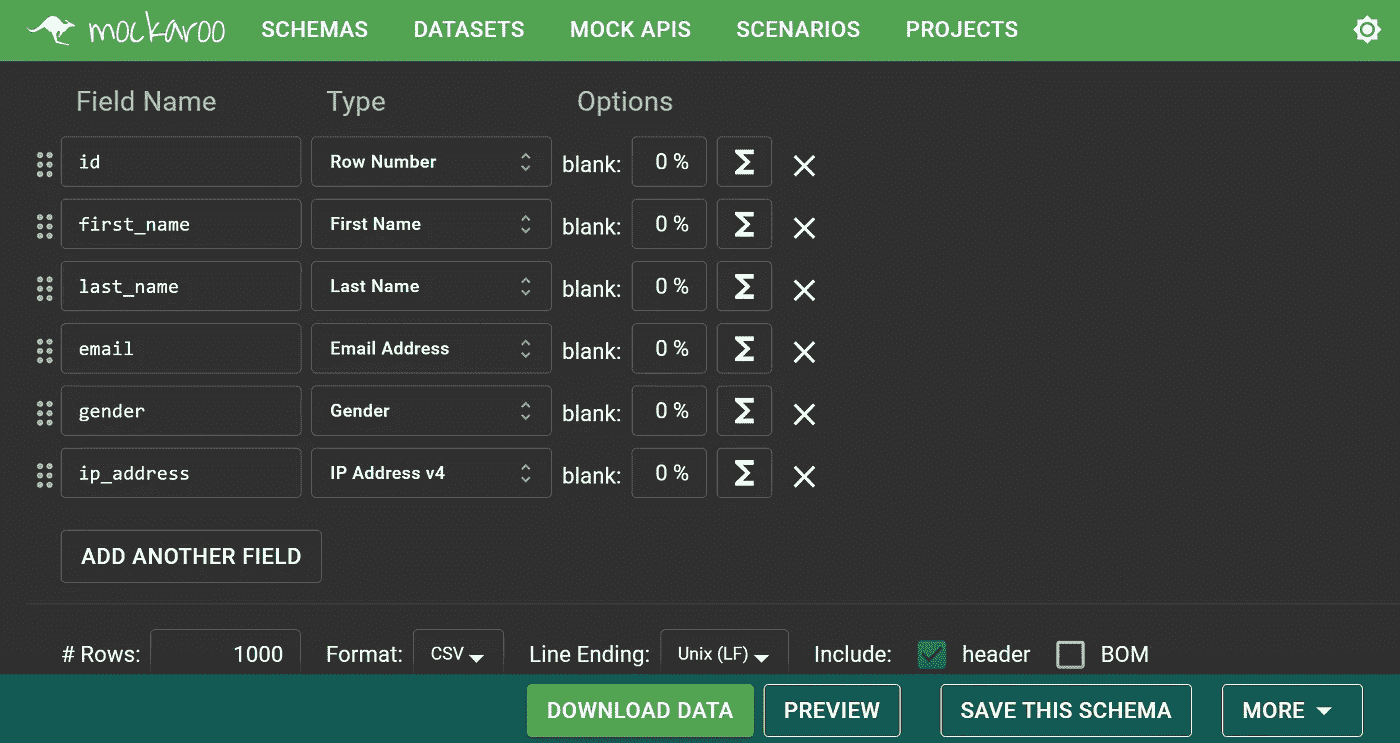 mockaroo SCHEMAS DATASETS MOCK APIS SCENARIOS PROJECTS
Field Name Type Options
id Row Number blank: 0 % Σ
first_name First Name blank: 0 % Σ
last_name Last Name blank: 0 % Σ
email Email Address blank: 0 % Σ
gender Gender blank: 0 % Σ
ip_address IP Address v4 blank: 0 % Σ
ADD ANOTHER FIELD
# Rows: 1000 Format: CSV Line Ending: Unix (LF) Include: header BOM
DOWNLOAD DATA PREVIEW SAVE THIS SCHEMA MORE